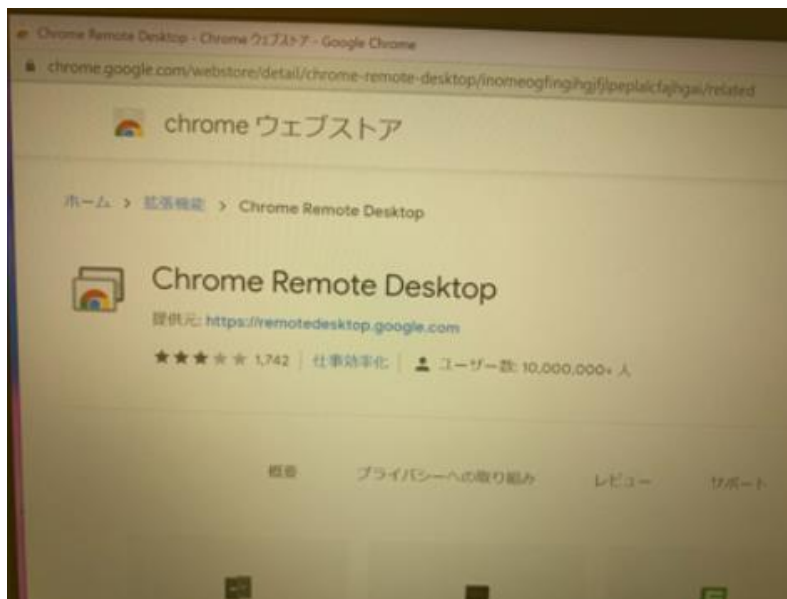 Chrome Remote Desktop - Chrome ウェブストア - Google Chrome
chrome.google.com/webstore/detail/chrome-remote-desktop/inomeogfingihgjfjlpeplalcfajhgai/related
chrome ウェブストア
ホーム > 拡張機能 > Chrome Remote Desktop
Chrome Remote Desktop
提供元: https://remotedesktop.google.com
★★★★★ 1,742 | 仕事効率化 | ユーザー数: 10,000,000+ 人
概要 プライバシーへの取り組み レビュー サポート